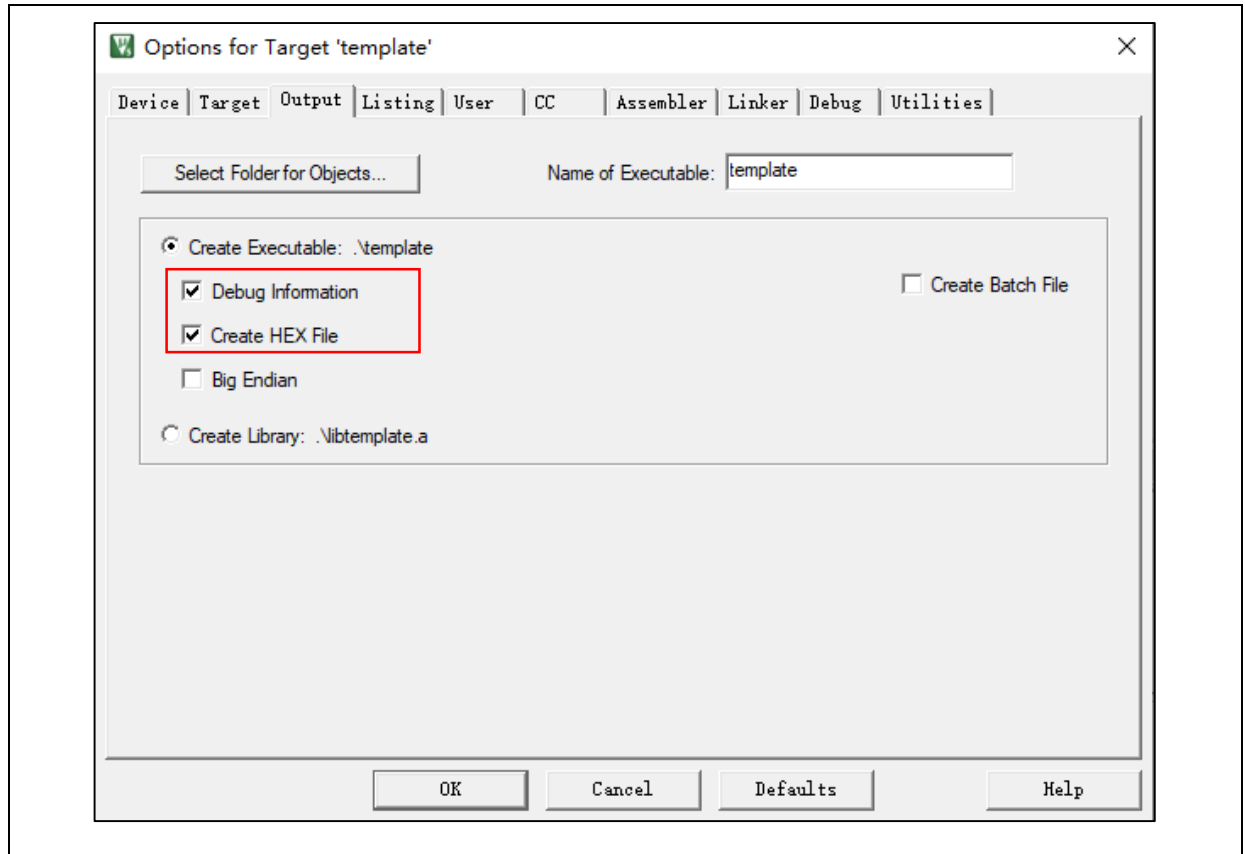 Options for Target 'template'
Device Target Output Listing User CC Assembler Linker Debug Utilities
Select Folder for Objects... Name of Executable: template
Create Executable: .\template
Debug Information Create Batch File
Create HEX File
Big Endian
Create Library: .\libtemplate.a
OK Cancel Defaults Help